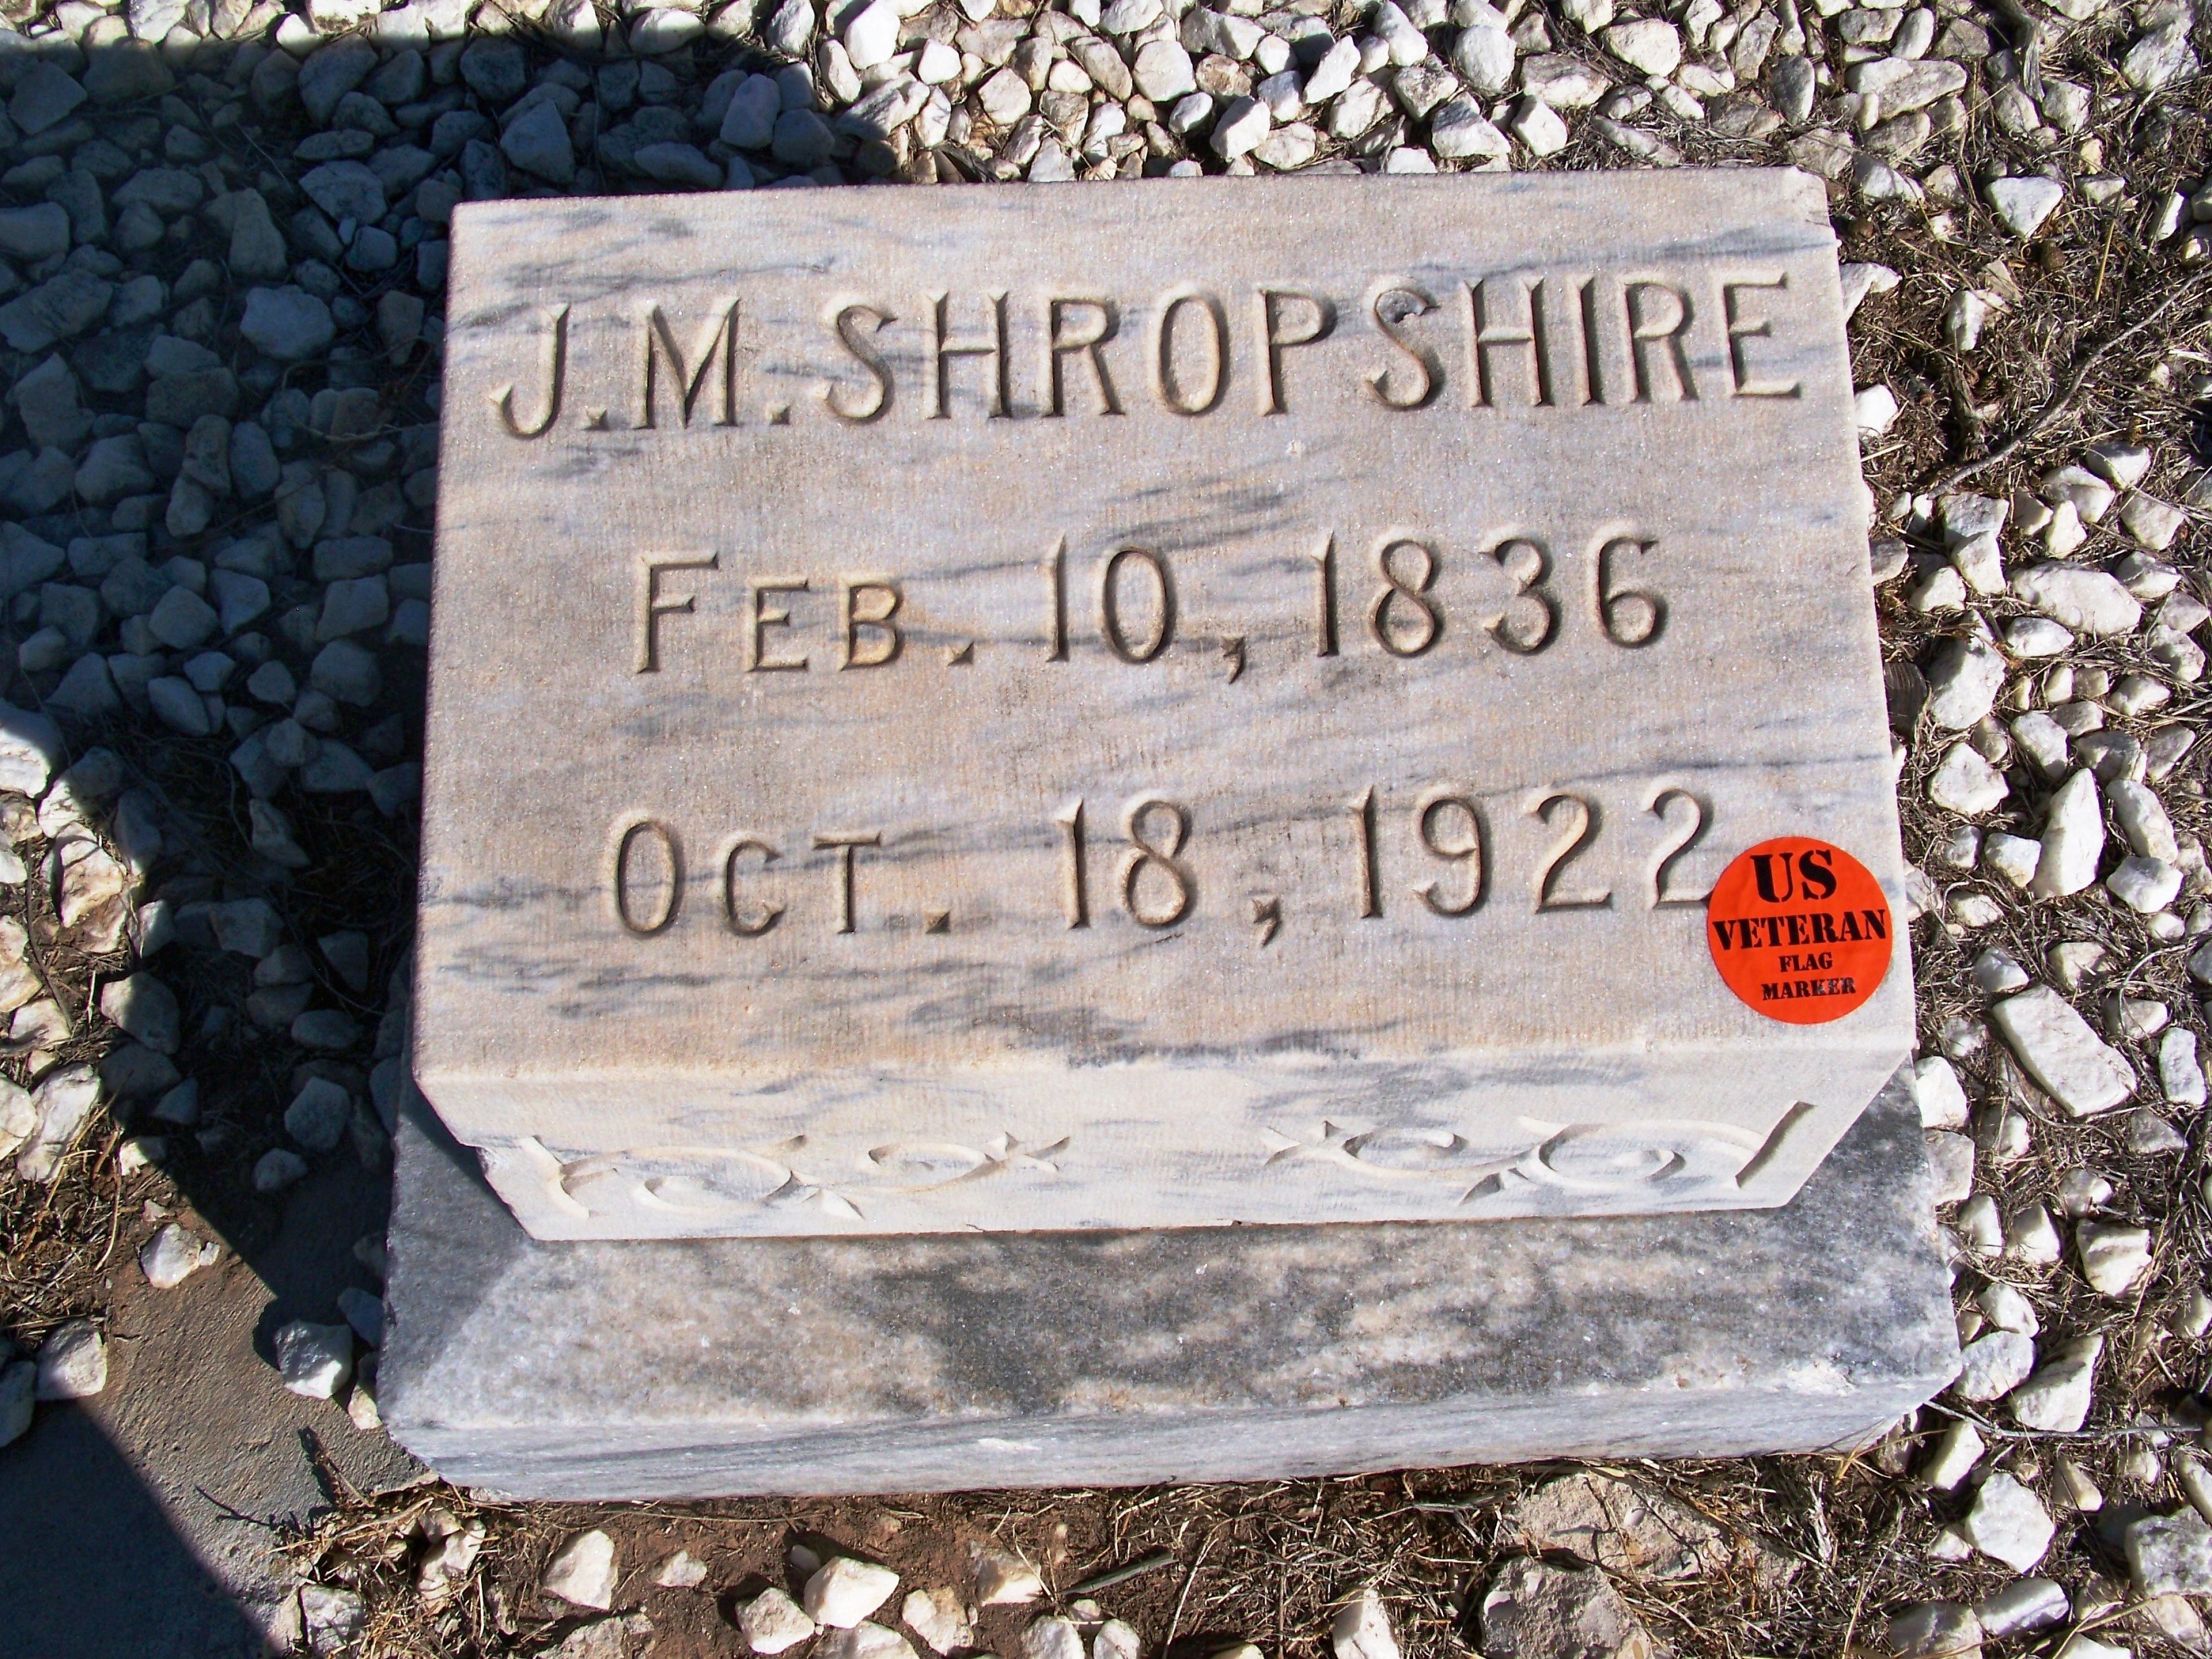 J.M. SHROPSHIRE
FEB. 10, 1836
OCT. 18, 1922
US
VETERAN
FLAG
MARKER